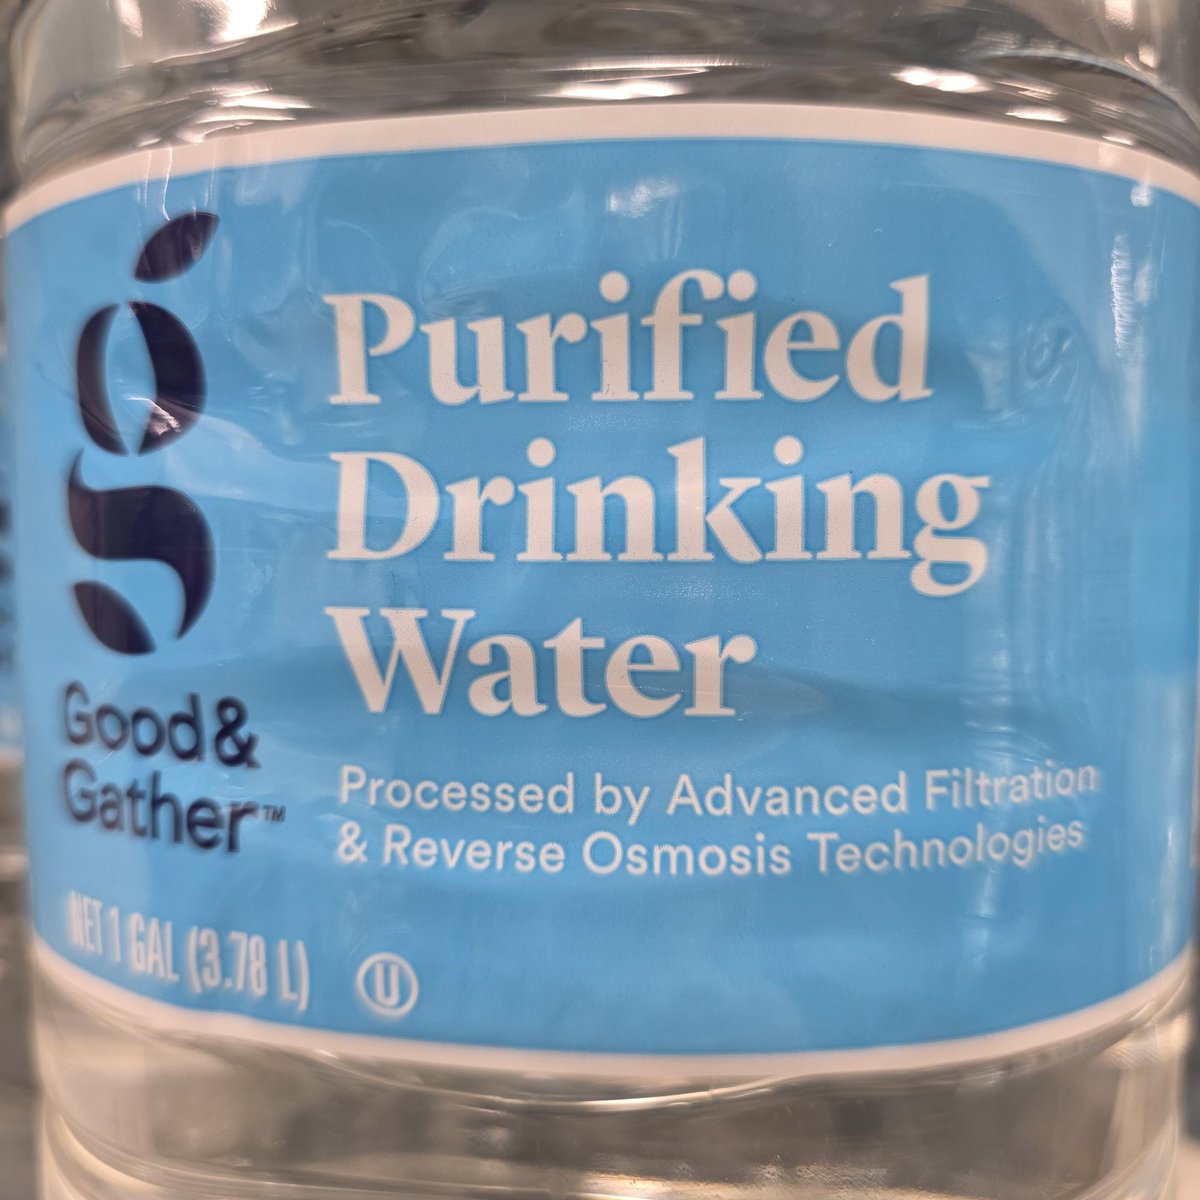 Purified
Drinking
Water
Processed by Advanced Filtration
& Reverse Osmosis Technologies
Good &
Gather™
NET 1 GAL (3.78 L)
U